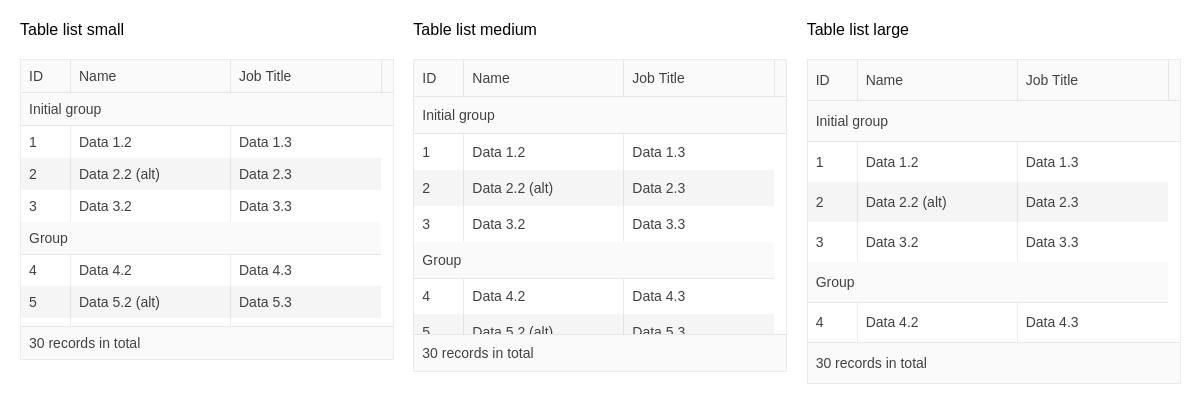 Table list small
ID Name Job Title
Initial group
1 Data 1.2 Data 1.3
2 Data 2.2 (alt) Data 2.3
3 Data 3.2 Data 3.3
Group
4 Data 4.2 Data 4.3
5 Data 5.2 (alt) Data 5.3
30 records in total
Table list medium
ID Name Job Title
Initial group
1 Data 1.2 Data 1.3
2 Data 2.2 (alt) Data 2.3
3 Data 3.2 Data 3.3
Group
4 Data 4.2 Data 4.3
5 Data 5.2 (alt) Data 5.3
30 records in total
Table list large
ID Name Job Title
Initial group
1 Data 1.2 Data 1.3
2 Data 2.2 (alt) Data 2.3
3 Data 3.2 Data 3.3
Group
4 Data 4.2 Data 4.3
30 records in total